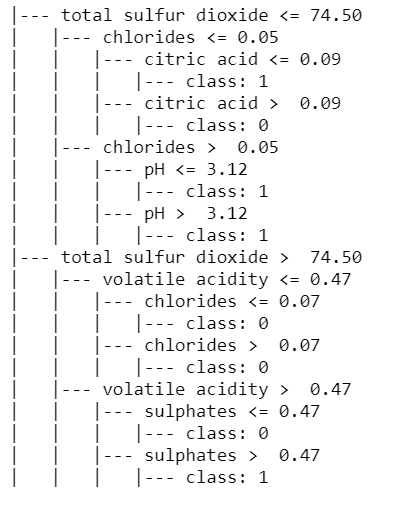 |--- total sulfur dioxide <= 74.50
|   |--- chlorides <= 0.05
|   |   |--- citric acid <= 0.09
|   |   |   |--- class: 1
|   |   |--- citric acid >  0.09
|   |   |   |--- class: 0
|   |--- chlorides >  0.05
|   |   |--- pH <= 3.12
|   |   |   |--- class: 1
|   |   |--- pH >  3.12
|   |   |   |--- class: 1
|--- total sulfur dioxide >  74.50
|   |--- volatile acidity <= 0.47
|   |   |--- chlorides <= 0.07
|   |   |   |--- class: 0
|   |   |--- chlorides >  0.07
|   |   |   |--- class: 0
|   |--- volatile acidity >  0.47
|   |   |--- sulphates <= 0.47
|   |   |   |--- class: 0
|   |   |--- sulphates >  0.47
|   |   |   |--- class: 1